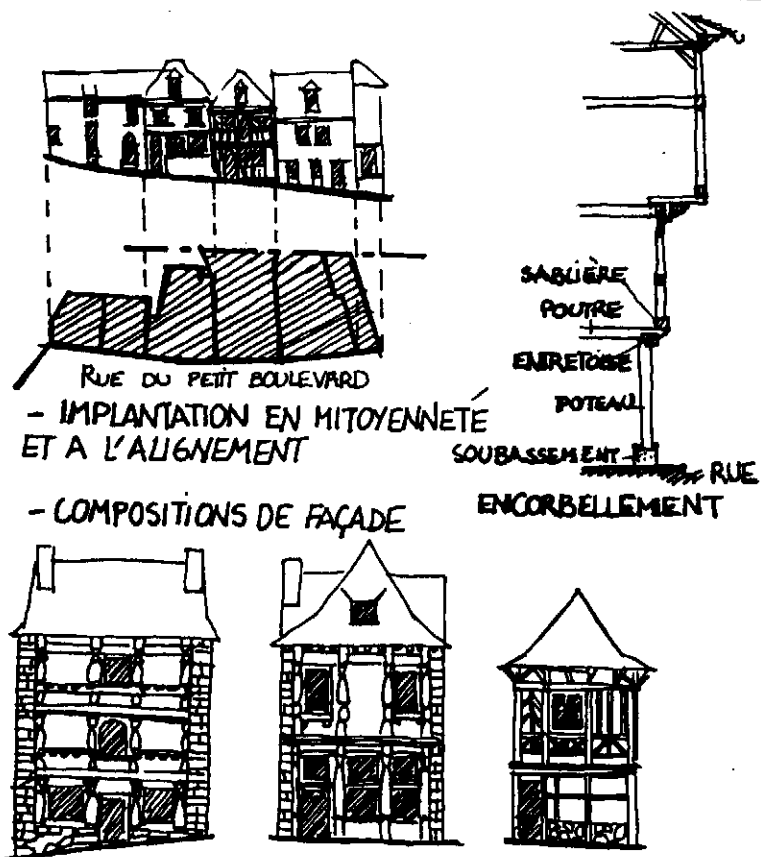 RUE DU PETIT BOULEVARD
- IMPLANTATION EN MITOYENNETÉ
ET A L'ALIGNEMENT
SABLIÈRE
POUTRE
ENTRETOISE
POTEAU
SOUBASSEMENT
RUE
ENCORBELLEMENT
- COMPOSITIONS DE FAÇADE